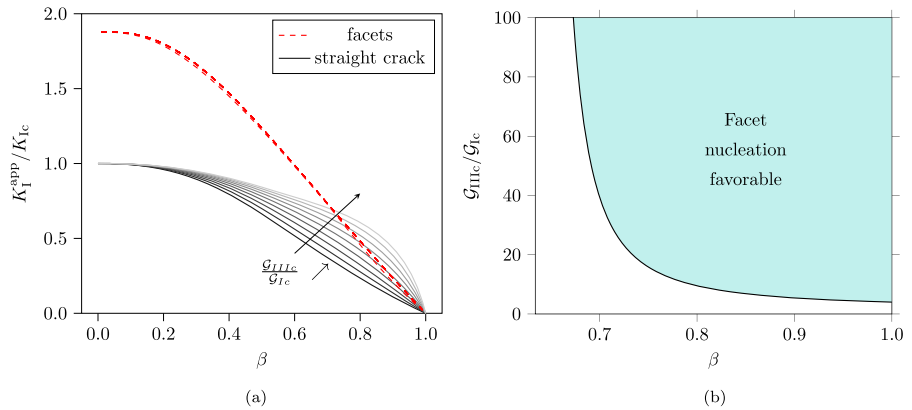 2.0
1.5
1.0
0.5
0.0
K_I^app/K_Ic
facets
straight crack
G_IIIc
G_Ic
0.0 0.2 0.4 0.6 0.8 1.0
β
(a)
100
80
60
40
20
0
G_IIIc/G_Ic
Facet
nucleation
favorable
0.7 0.8 0.9 1.0
β
(b)